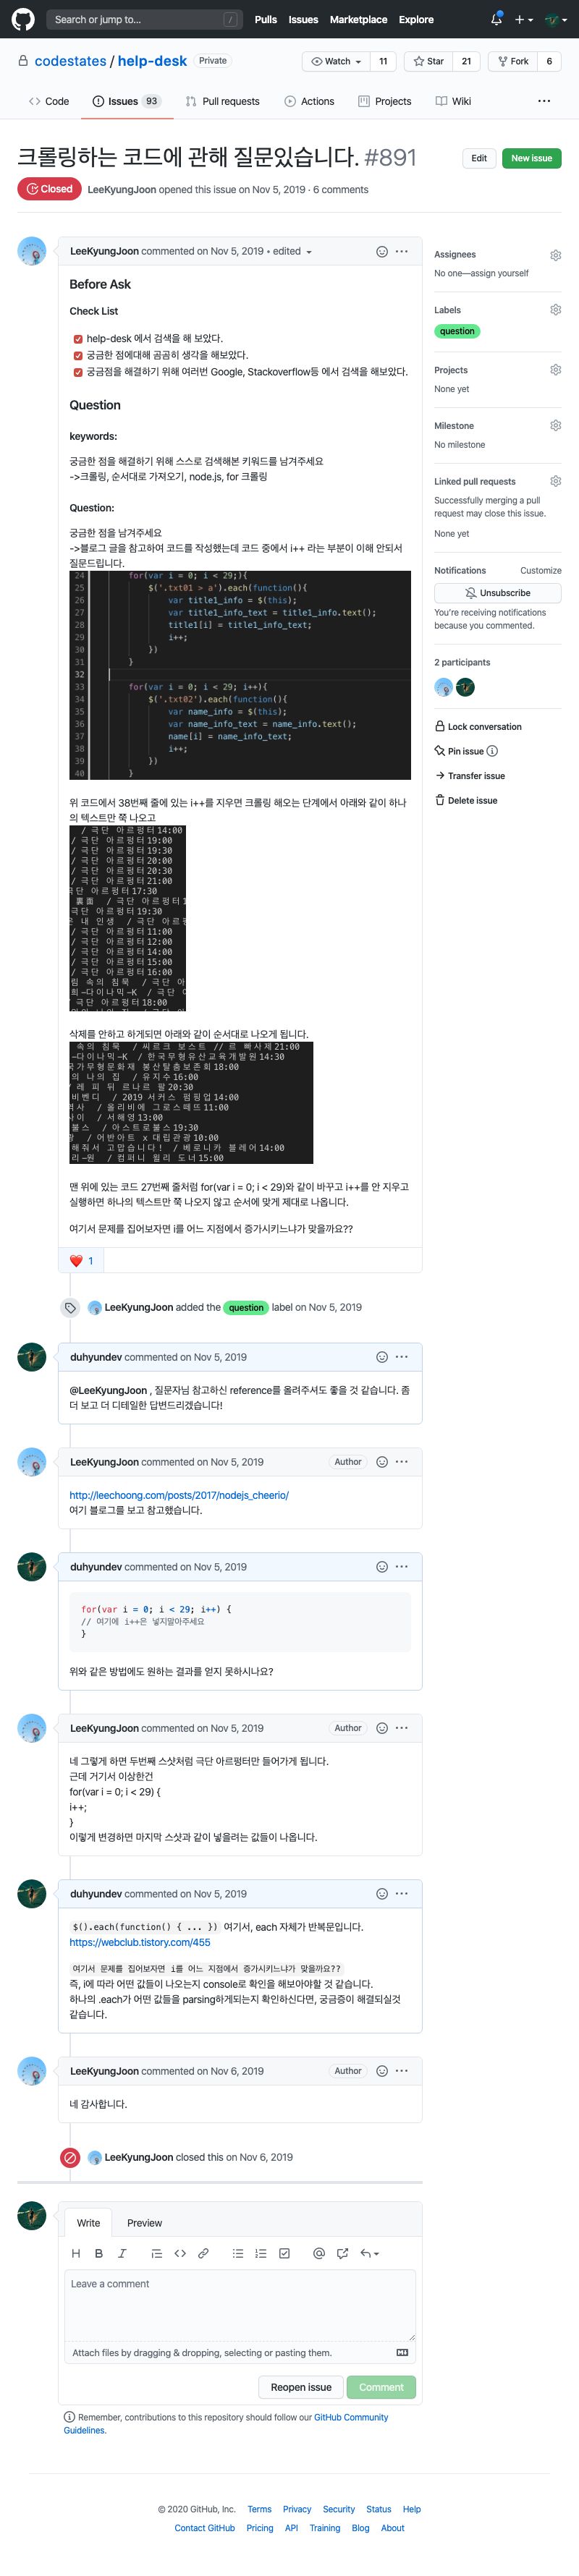 Search or jump to...
/
Pulls Issues Marketplace Explore
codestates / help-desk Private
Watch 11 Star 21 Fork 6
Code Issues 93 Pull requests Actions Projects Wiki ...
크롤링하는 코드에 관해 질문있습니다. #891
Edit New issue
Closed LeeKyungJoon opened this issue on Nov 5, 2019 · 6 comments
LeeKyungJoon commented on Nov 5, 2019 • edited
Before Ask
Check List
help-desk 에서 검색을 해 보았다.
궁금한 점에대해 곰곰히 생각을 해보았다.
궁금점을 해결하기 위해 여러번 Google, Stackoverflow등 에서 검색을 해보았다.
Question
keywords:
궁금한 점을 해결하기 위해 스스로 검색해본 키워드를 남겨주세요
->크롤링, 순서대로 가져오기, node.js, for 크롤링
Question:
궁금한 점을 남겨주세요
->블로그 글을 참고하여 코드를 작성했는데 코드 중에서 i++ 라는 부분이 이해 안되서
질문드립니다.
24 for(var i = 0; i < 29;){
25 $('.txt01 > a').each(function(){
26 var title1_info = $(this);
27 var title1_info_text = title1_info.text();
28 title1[i] = title1_info_text;
29 i++;
30 })
31 }
32
33 for(var i = 0; i < 29; i++){
34 $('.txt02').each(function(){
35 var name_info = $(this);
36 var name_info_text = name_info.text();
37 name[i] = name_info_text;
38 i++;
39 })
40 }
위 코드에서 38번째 줄에 있는 i++를 지우면 크롤링 해오는 단계에서 아래와 같이 하나
의 텍스트만 쭉 나오고
/ 극단 아르펑터14:00
/ 극단 아르펑터19:00
/ 극단 아르펑터19:30
/ 극단 아르펑터20:00
/ 극단 아르펑터20:30
/ 극단 아르펑터21:00
극단 아르펑터17:30
裏面 / 극단 아르펑터1
극단 아르펑터19:30
내 인생 / 극단 아르
/ 극단 아르펑터11:00
/ 극단 아르펑터12:00
/ 극단 아르펑터14:00
/ 극단 아르펑터15:00
/ 극단 아르펑터16:00
림 속의 침묵 / 극단 아
희-다이나믹-K / 극단
극단 아르펑터18:00
삭제를 안하고 하게되면 아래와 같이 순서대로 나오게 됩니다.
속의 침묵 / 씨르크 보스트 // 르 빠사제21:00
-다이나믹-K / 한국무형유산교육개발원14:30
국가무형문화재 봉산탈춤보존회18:00
의 나의 집 / 유지수16:00
/ 레 피 뒤 르나르 팔20:30
비벤디 / 2019 서커스 펌핑업14:00
역사 / 올리비에 그로스떼뜨11:00
사이 / 서해영13:00
볼스 / 아스트로볼스19:30
/ 어반아트 x 대림관광10:00
해줘서 고맙습니다! / 베로니카 블레어14:00
리-원 / 컴퍼니 윌리 도너15:00
맨 위에 있는 코드 27번째 줄처럼 for(var i = 0; i < 29)와 같이 바꾸고 i++를 안 지우고
실행하면 하나의 텍스트만 쭉 나오지 않고 순서에 맞게 제대로 나옵니다.
여기서 문제를 집어보자면 i를 어느 지점에서 증가시키느냐가 맞을까요??
❤️ 1
LeeKyungJoon added the question label on Nov 5, 2019
duhyundev commented on Nov 5, 2019
@LeeKyungJoon , 질문자님 참고하신 reference를 올려주셔도 좋을 것 같습니다. 좀
더 보고 더 디테일한 답변드리겠습니다!
LeeKyungJoon commented on Nov 5, 2019 Author
http://leechoong.com/posts/2017/nodejs_cheerio/
여기 블로그를 보고 참고했습니다.
duhyundev commented on Nov 5, 2019
for(var i = 0; i < 29; i++) {
// 여기에 i++은 넣지말아주세요
}
위와 같은 방법에도 원하는 결과를 얻지 못하시나요?
LeeKyungJoon commented on Nov 5, 2019 Author
네 그렇게 하면 두번째 스샷처럼 극단 아르펑터만 들어가게 됩니다.
근데 거기서 이상한건
for(var i = 0; i < 29) {
i++;
}
이렇게 변경하면 마지막 스샷과 같이 넣을려는 값들이 나옵니다.
duhyundev commented on Nov 5, 2019
$().each(function() { ... }) 여기서, each 자체가 반복문입니다.
https://webclub.tistory.com/455
여기서 문제를 집어보자면 i를 어느 지점에서 증가시키느냐가 맞을까요??
즉, i에 따라 어떤 값들이 나오는지 console로 확인을 해보아야할 것 같습니다.
하나의 .each가 어떤 값들을 parsing하게되는지 확인하신다면, 궁금증이 해결되실것
같습니다.
LeeKyungJoon commented on Nov 6, 2019 Author
네 감사합니다.
LeeKyungJoon closed this on Nov 6, 2019
Write Preview
Leave a comment
Attach files by dragging & dropping, selecting or pasting them.
Reopen issue Comment
Remember, contributions to this repository should follow our GitHub Community
Guidelines.
Assignees
No one—assign yourself
Labels
question
Projects
None yet
Milestone
No milestone
Linked pull requests
Successfully merging a pull
request may close this issue.
None yet
Notifications Customize
Unsubscribe
You're receiving notifications
because you commented.
2 participants
Lock conversation
Pin issue
Transfer issue
Delete issue
© 2020 GitHub, Inc. Terms Privacy Security Status Help
Contact GitHub Pricing API Training Blog About